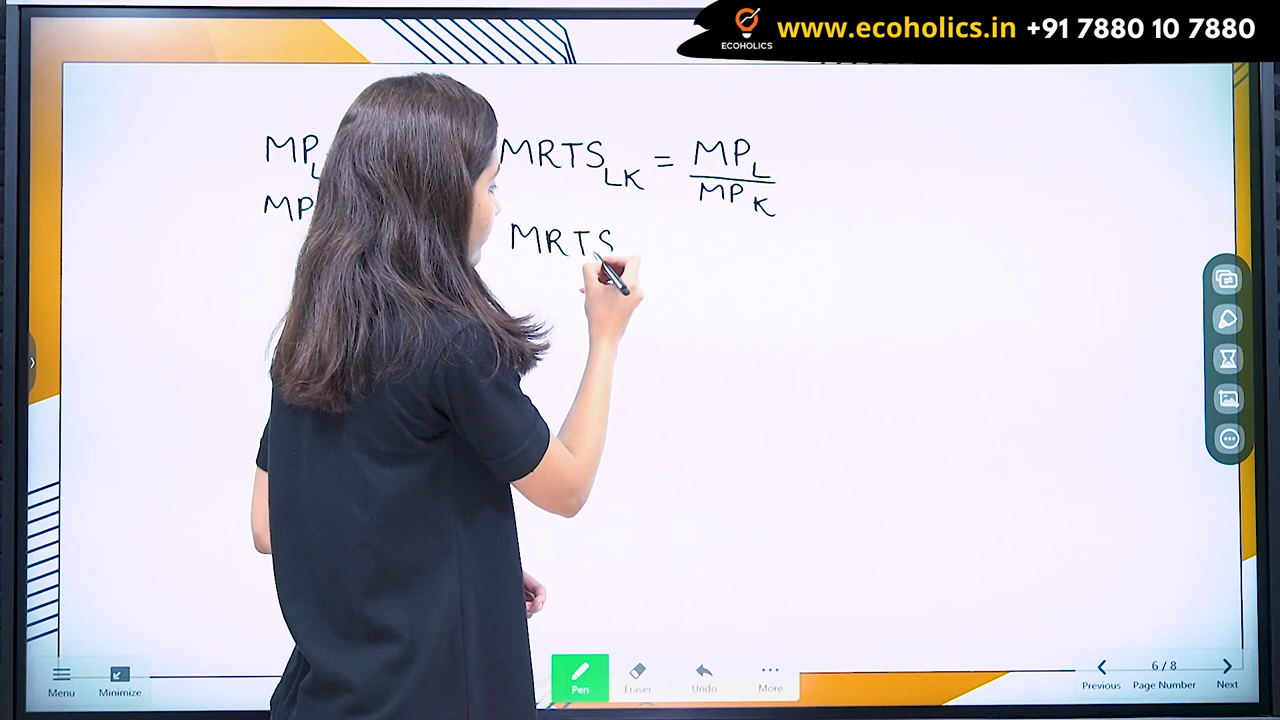 www.ecoholics.in +91 7880 10 7880
ECOHOLICS
MP_L MRTS_LK = MP_L / MP_K
MP
MRTS
Menu
Minimize
Pen
Eraser
Undo
More
Previous
6 / 8
Page Number
Next